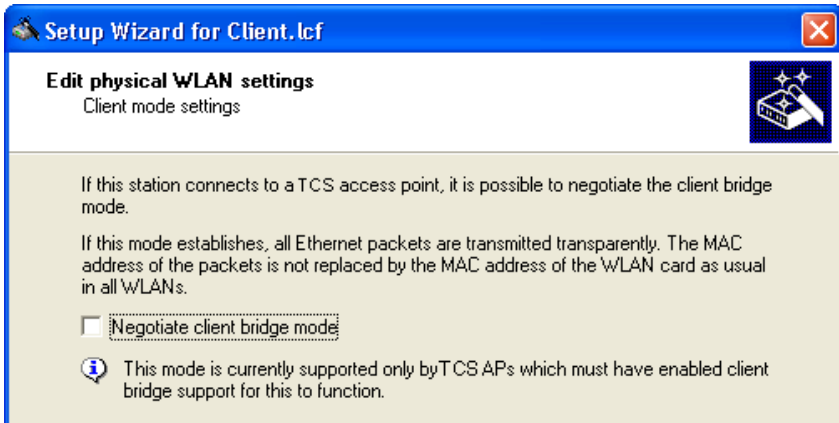 Setup Wizard for Client.lcf
Edit physical WLAN settings
Client mode settings
If this station connects to a TCS access point, it is possible to negotiate the client bridge
mode.
If this mode establishes, all Ethernet packets are transmitted transparently. The MAC
address of the packets is not replaced by the MAC address of the WLAN card as usual
in all WLANs.
Negotiate client bridge mode
This mode is currently supported only byTCS APs which must have enabled client
bridge support for this to function.